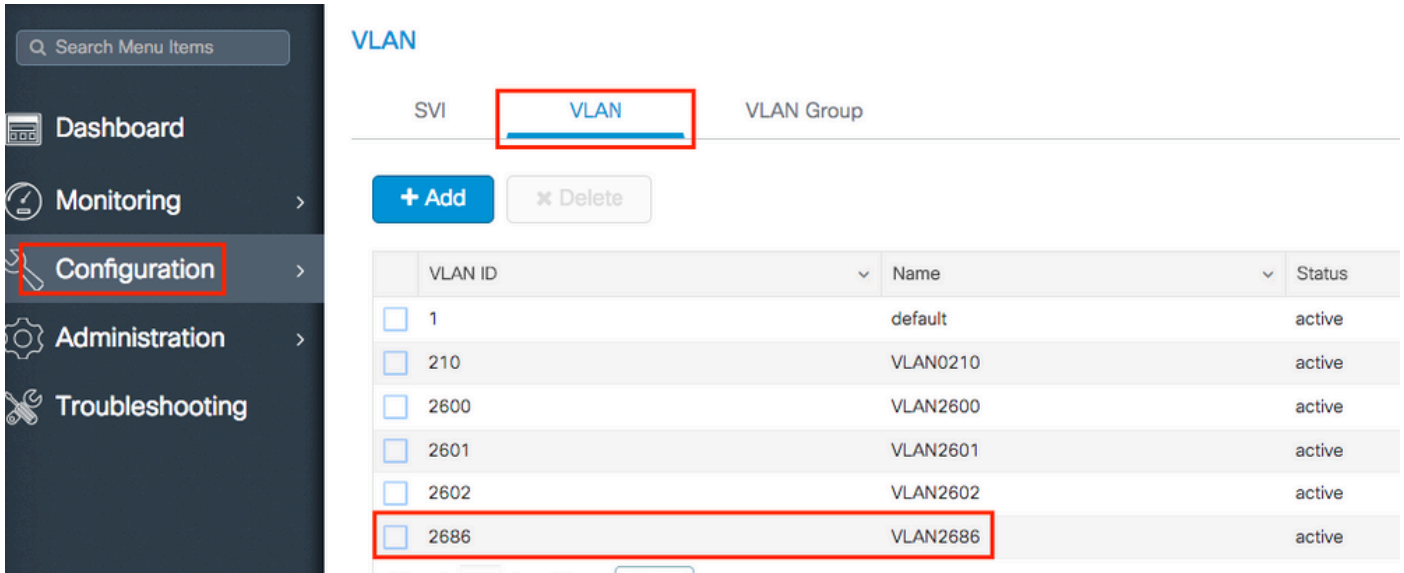 Search Menu Items
Dashboard
Monitoring
Configuration
Administration
Troubleshooting
VLAN
SVI VLAN VLAN Group
+ Add ✖ Delete
VLAN ID Name Status
1 default active
210 VLAN0210 active
2600 VLAN2600 active
2601 VLAN2601 active
2602 VLAN2602 active
2686 VLAN2686 active